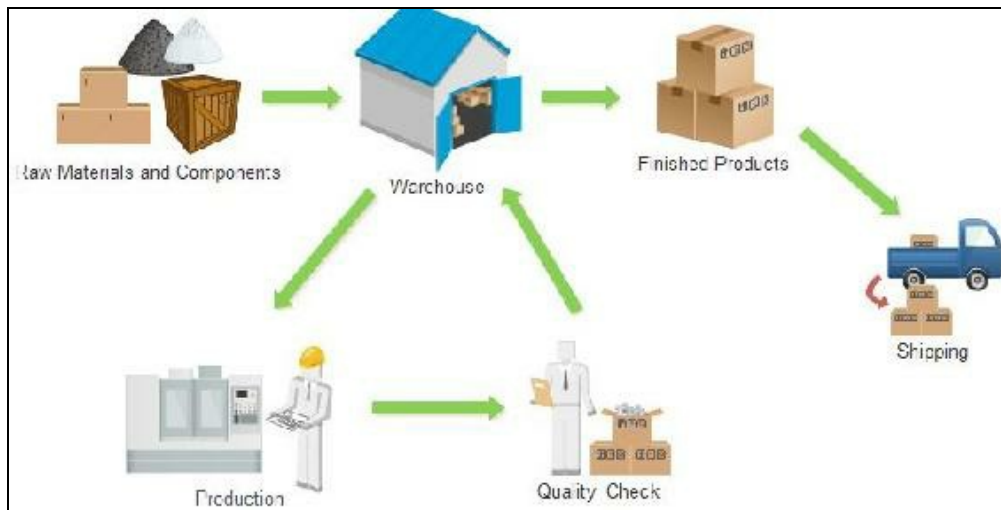 Raw Materials and Components
Warehouse
Finished Products
Shipping
Production
Quality Check